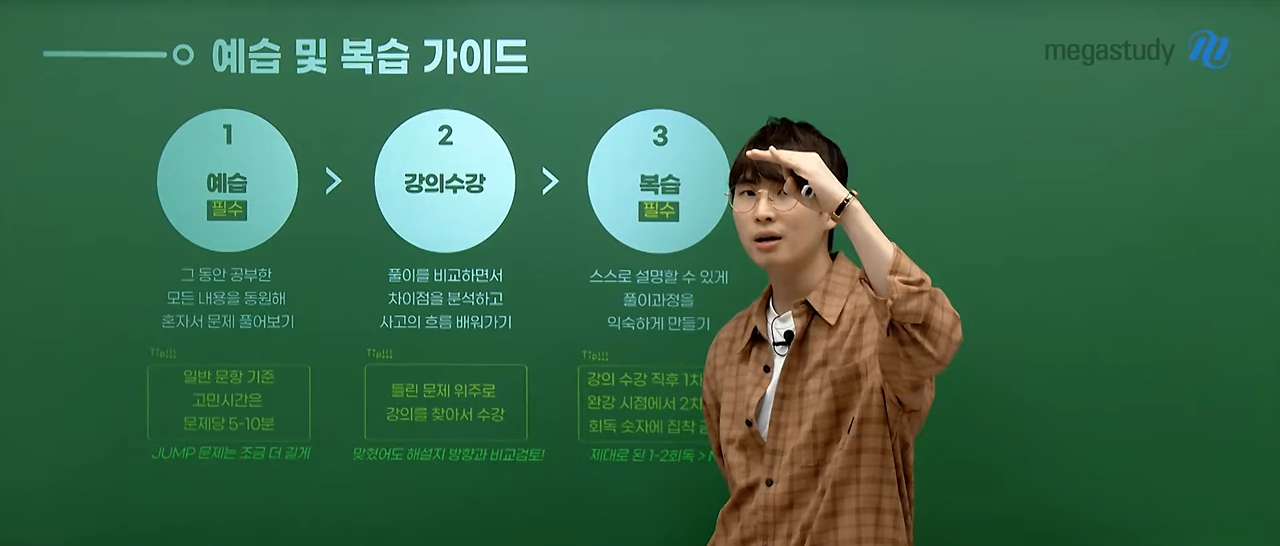 예습 및 복습 가이드
megastudy
1
예습
필수
그 동안 공부한
모든 내용을 동원해
혼자서 문제 풀어보기
Tip!!!
일반 문항 기준
고민시간은
문제당 5-10분
JUMP 문제는 조금 더 길게
2
강의수강
풀이를 비교하면서
차이점을 분석하고
사고의 흐름 배워가기
Tip!!!
틀린 문제 위주로
강의를 찾아서 수강
맞혔어도 해설지 방향과 비교검토!
3
복습
필수
스스로 설명할 수 있게
풀이과정을
익숙하게 만들기
Tip!!!
강의 수강 직후 1차
완강 시점에서 2차
회독 숫자에 집착
제대로 된 1-2회독 >